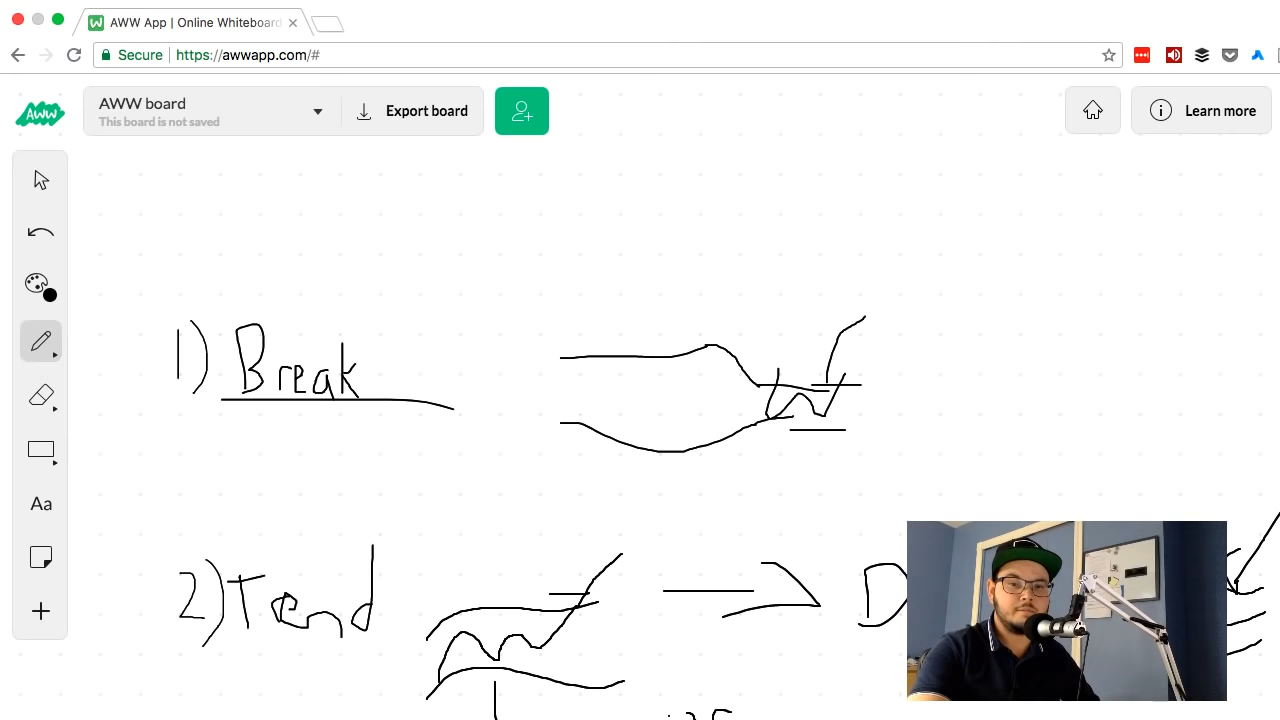 AWW App | Online Whiteboard
Secure https://awwapp.com/#
AWW
AWW board
This board is not saved
Export board
Learn more
Aa
1) Break
2) Trend
D